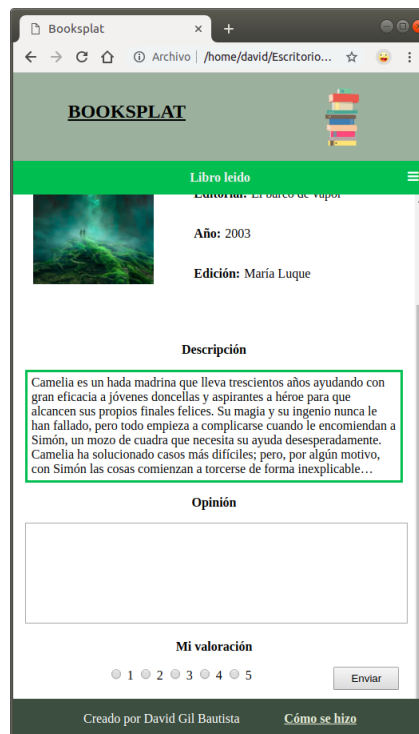 Booksplat
Archivo | /home/david/Escritorio...
BOOKSPLAT
Libro leido
Editorial: El barco de vapor
Año: 2003
Edición: María Luque
Descripción
Camelia es un hada madrina que lleva trescientos años ayudando con
gran eficacia a jóvenes doncellas y aspirantes a héroe para que
alcancen sus propios finales felices. Su magia y su ingenio nunca le
han fallado, pero todo empieza a complicarse cuando le encomiendan a
Simón, un mozo de cuadra que necesita su ayuda desesperadamente.
Camelia ha solucionado casos más difíciles; pero, por algún motivo,
con Simón las cosas comienzan a torcerse de forma inexplicable…
Opinión
Mi valoración
1 2 3 4 5
Enviar
Creado por David Gil Bautista Cómo se hizo